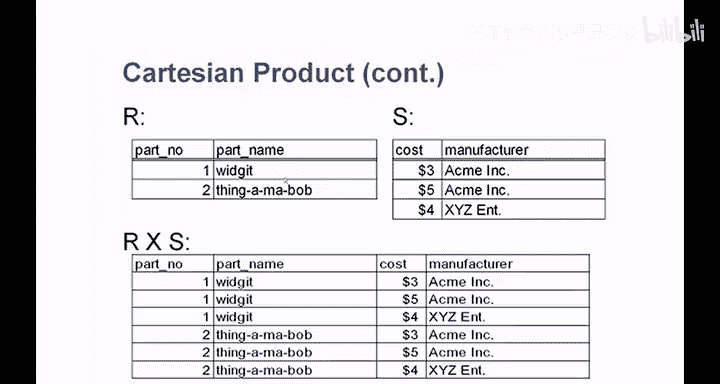 bilibili
Cartesian Product (cont.)
R:
S:
part_no part_name
1 widgit
2 thing-a-ma-bob
cost manufacturer
$3 Acme Inc.
$5 Acme Inc.
$4 XYZ Ent.
R X S:
part_no part_name cost manufacturer
1 widgit $3 Acme Inc.
1 widgit $5 Acme Inc.
1 widgit $4 XYZ Ent.
2 thing-a-ma-bob $3 Acme Inc.
2 thing-a-ma-bob $5 Acme Inc.
2 thing-a-ma-bob $4 XYZ Ent.